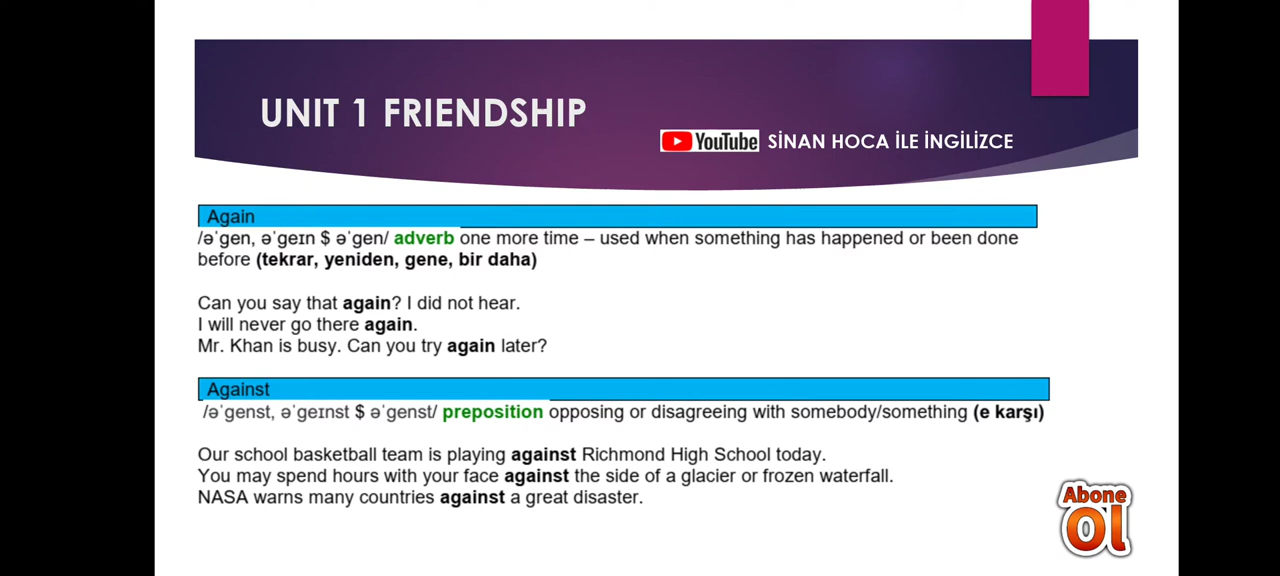 UNIT 1 FRIENDSHIP
YouTube SİNAN HOCA İLE İNGİLİZCE
Again
/əˈgen, əˈgeɪn $ əˈgen/ adverb one more time – used when something has happened or been done
before (tekrar, yeniden, gene, bir daha)
Can you say that again? I did not hear.
I will never go there again.
Mr. Khan is busy. Can you try again later?
Against
/əˈgenst, əˈgeɪnst $ əˈgenst/ preposition opposing or disagreeing with somebody/something (e karşı)
Our school basketball team is playing against Richmond High School today.
You may spend hours with your face against the side of a glacier or frozen waterfall.
NASA warns many countries against a great disaster.
Abone
Ol